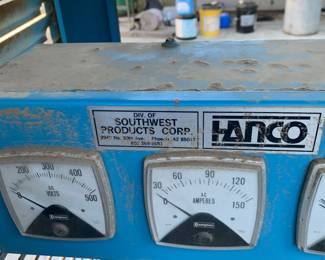 DIV. OF
SOUTHWEST
PRODUCTS CORP.
HANCO
0 200 300 400 500
AC
VOLTS
0 30 60 90 120 150
AC
AMPERES